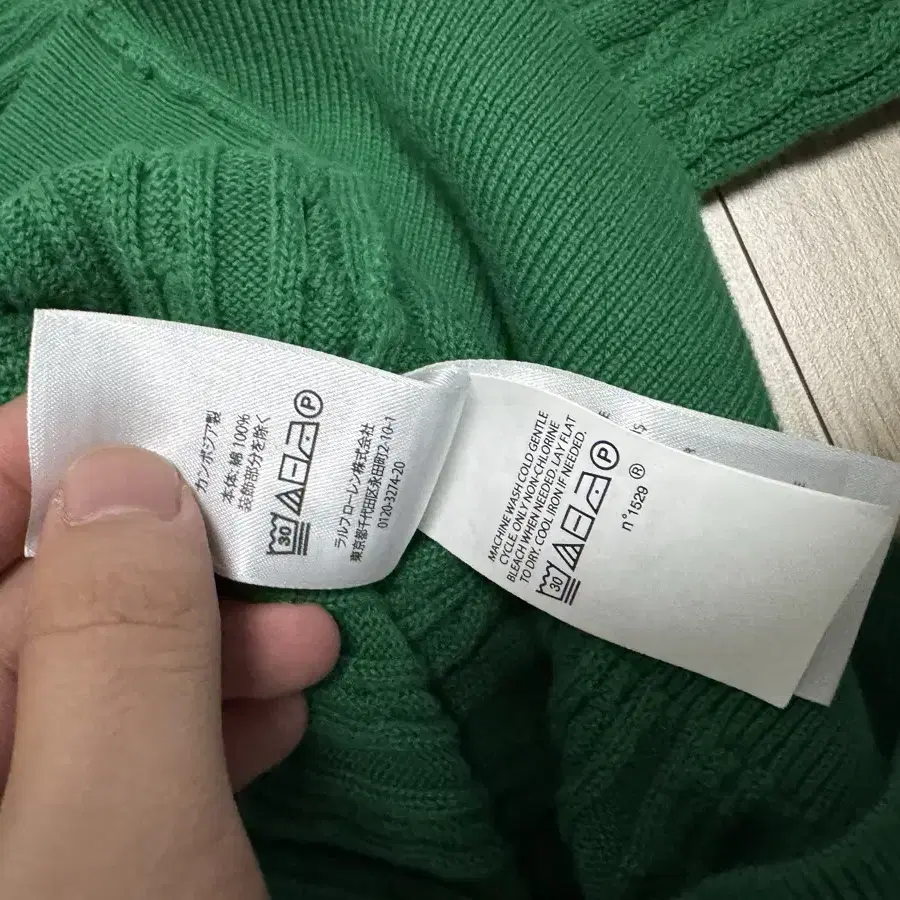 カンボジア製
本体: 綿 100%
装飾部分を除く
30
P
ラルフローレン株式会社
東京都千代田区永田町2-10-1
0120-3274-20
MACHINE WASH COLD GENTLE
CYCLE. ONLY NON-CHLORINE
BLEACH WHEN NEEDED. LAY FLAT
TO DRY. COOL IRON IF NEEDED.
30
P
n°1629 ®